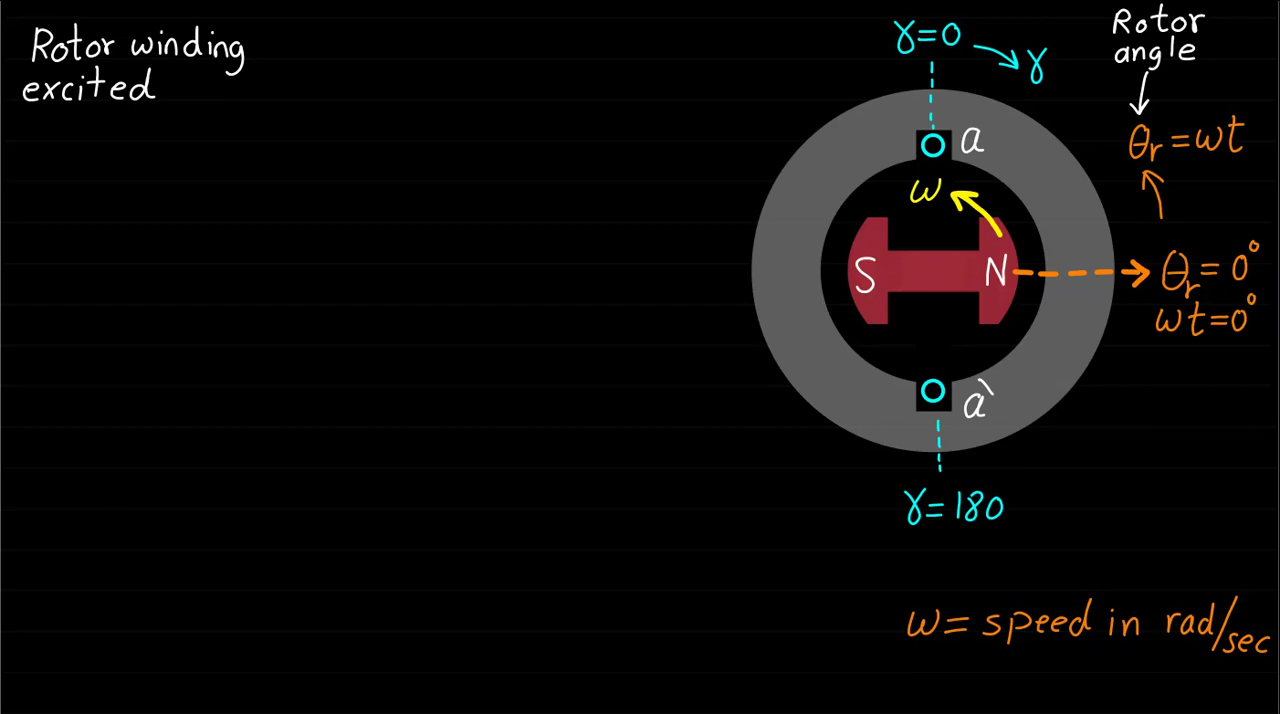 Rotor winding
excited
γ=0
γ
Rotor
angle
θr = ωt
a
ω
S
N
θr = 0°
ωt=0°
a`
γ=180
ω= speed in rad/sec